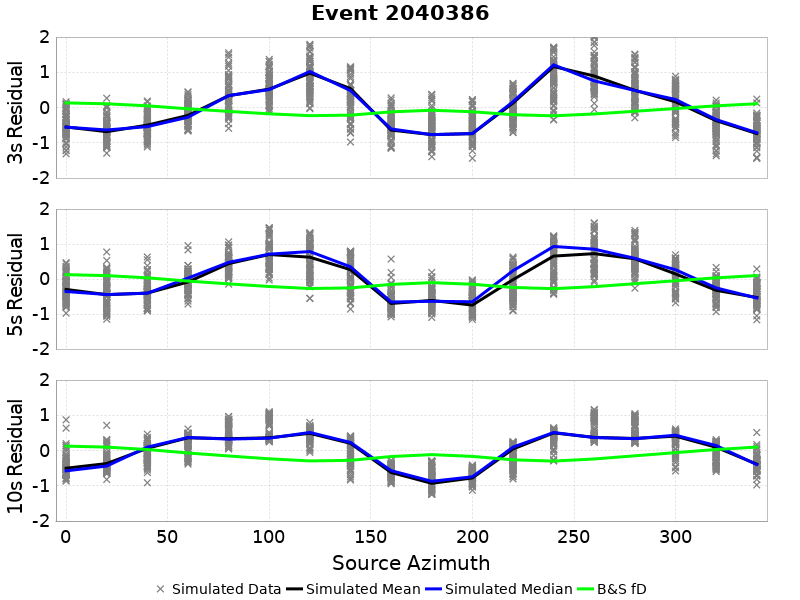 Event 2040386
3s Residual
2
1
0
-1
-2
5s Residual
2
1
0
-1
-2
10s Residual
2
1
0
-1
-2
0 50 100 150 200 250 300
Source Azimuth
Simulated Data Simulated Mean Simulated Median B&S fD